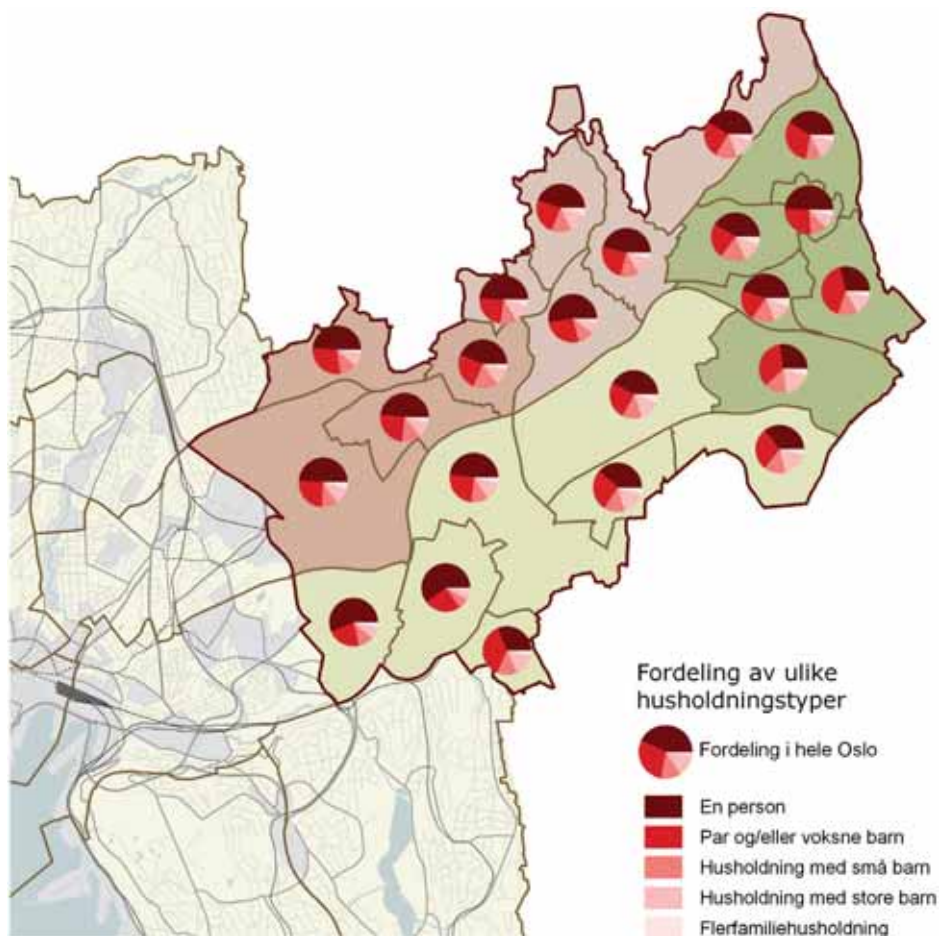 Fordeling av ulike
husholdningstyper
Fordeling i hele Oslo
En person
Par og/eller voksne barn
Husholdning med små barn
Husholdning med store barn
Flerfamiliehusholdning